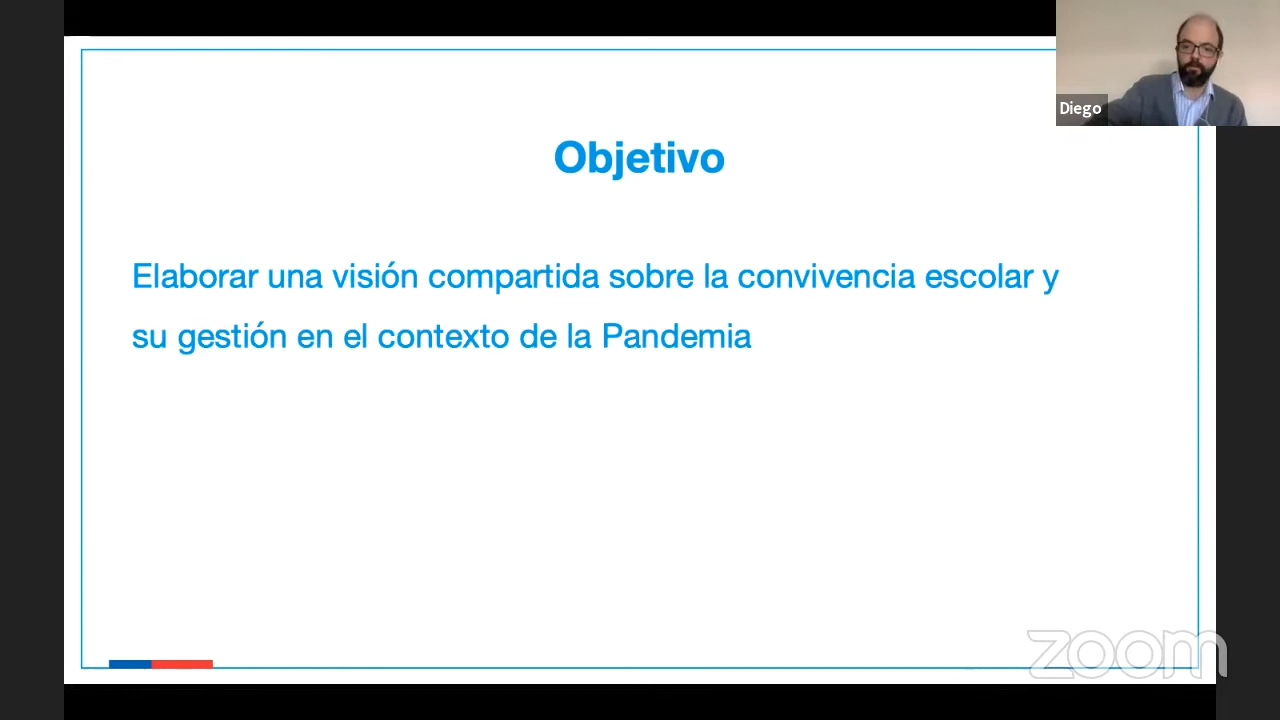 Diego
Objetivo
Elaborar una visión compartida sobre la convivencia escolar y
su gestión en el contexto de la Pandemia
zoom